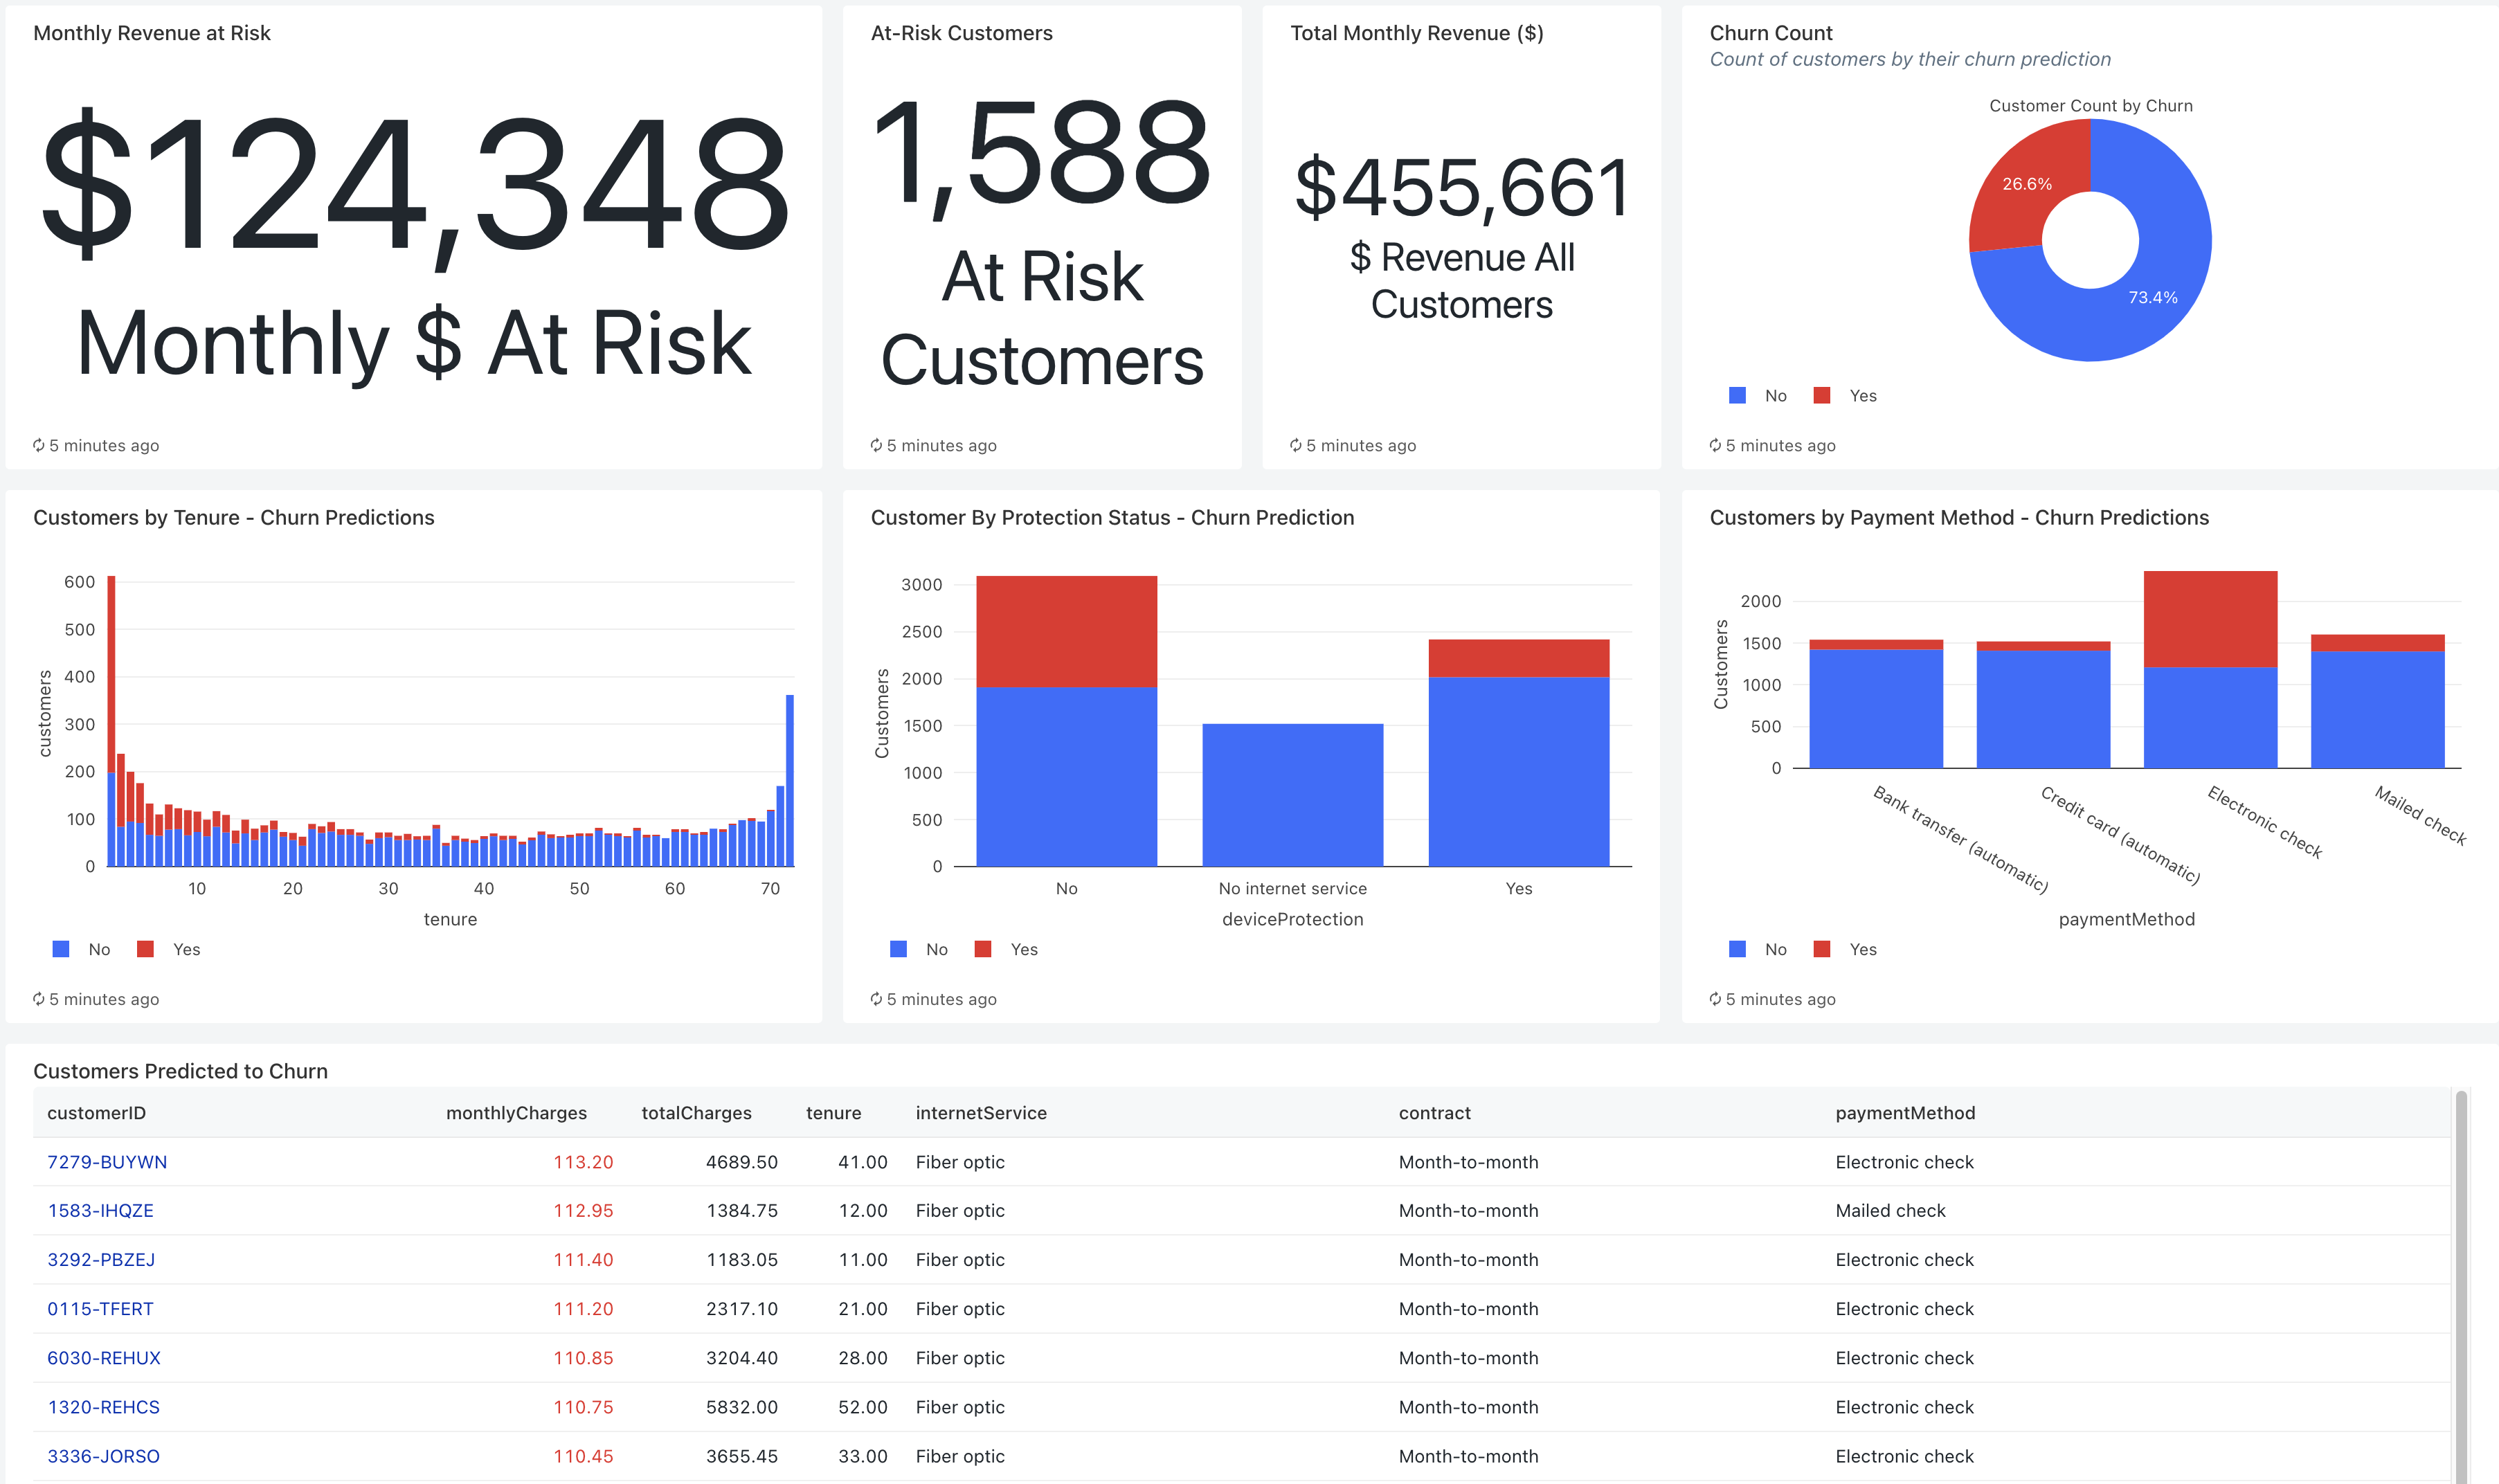 Monthly Revenue at Risk
$124,348
Monthly $ At Risk
5 minutes ago
At-Risk Customers
1,588
At Risk
Customers
5 minutes ago
Total Monthly Revenue ($)
$455,661
$ Revenue All
Customers
5 minutes ago
Churn Count
Count of customers by their churn prediction
Customer Count by Churn
26.6%
73.4%
No Yes
5 minutes ago
Customers by Tenure - Churn Predictions
600
500
400
300
200
100
0
customers
10 20 30 40 50 60 70
tenure
No Yes
5 minutes ago
Customer By Protection Status - Churn Prediction
3000
2500
2000
1500
1000
500
0
Customers
No No internet service Yes
deviceProtection
No Yes
5 minutes ago
Customers by Payment Method - Churn Predictions
2000
1500
1000
500
0
Customers
Bank transfer (automatic)
Credit card (automatic)
Electronic check
Mailed check
paymentMethod
No Yes
5 minutes ago
Customers Predicted to Churn
customerID monthlyCharges totalCharges tenure internetService contract paymentMethod
7279-BUYWN 113.20 4689.50 41.00 Fiber optic Month-to-month Electronic check
1583-IHQZE 112.95 1384.75 12.00 Fiber optic Month-to-month Mailed check
3292-PBZEJ 111.40 1183.05 11.00 Fiber optic Month-to-month Electronic check
0115-TFERT 111.20 2317.10 21.00 Fiber optic Month-to-month Electronic check
6030-REHUX 110.85 3204.40 28.00 Fiber optic Month-to-month Electronic check
1320-REHCS 110.75 5832.00 52.00 Fiber optic Month-to-month Electronic check
3336-JORSO 110.45 3655.45 33.00 Fiber optic Month-to-month Electronic check